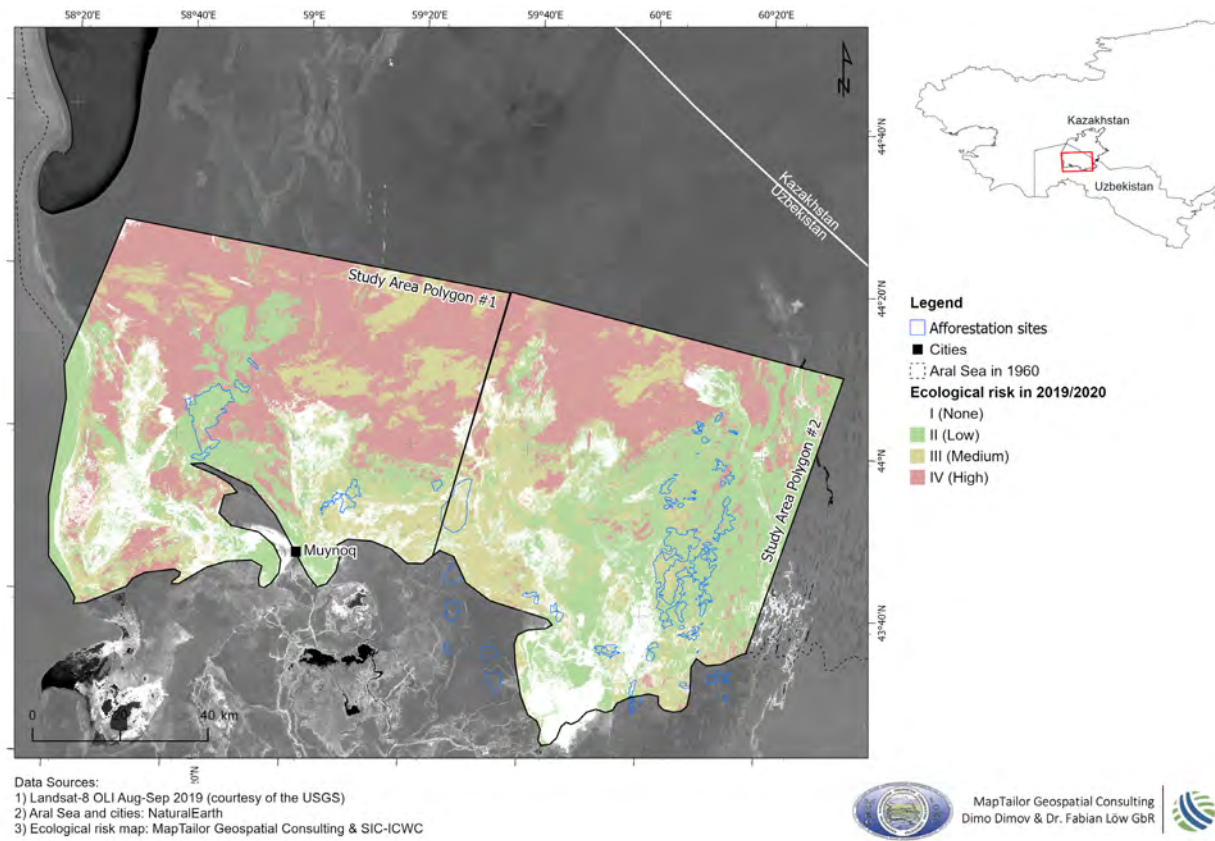 58°20'E
58°40'E
59°E
59°20'E
59°40'E
60°E
60°20'E
Z
44°40'N
44°20'N
44°N
43°40'N
Kazakhstan
Uzbekistan
Study Area Polygon #1
Study Area Polygon #2
Muynoq
0 20 40 km
°N
Kazakhstan
Uzbekistan
Legend
Afforestation sites
Cities
Aral Sea in 1960
Ecological risk in 2019/2020
I (None)
II (Low)
III (Medium)
IV (High)
Data Sources:
1) Landsat-8 OLI Aug-Sep 2019 (courtesy of the USGS)
2) Aral Sea and cities: NaturalEarth
3) Ecological risk map: MapTailor Geospatial Consulting & SIC-ICWC
MapTailor Geospatial Consulting
Dimo Dimov & Dr. Fabian Löw GbR